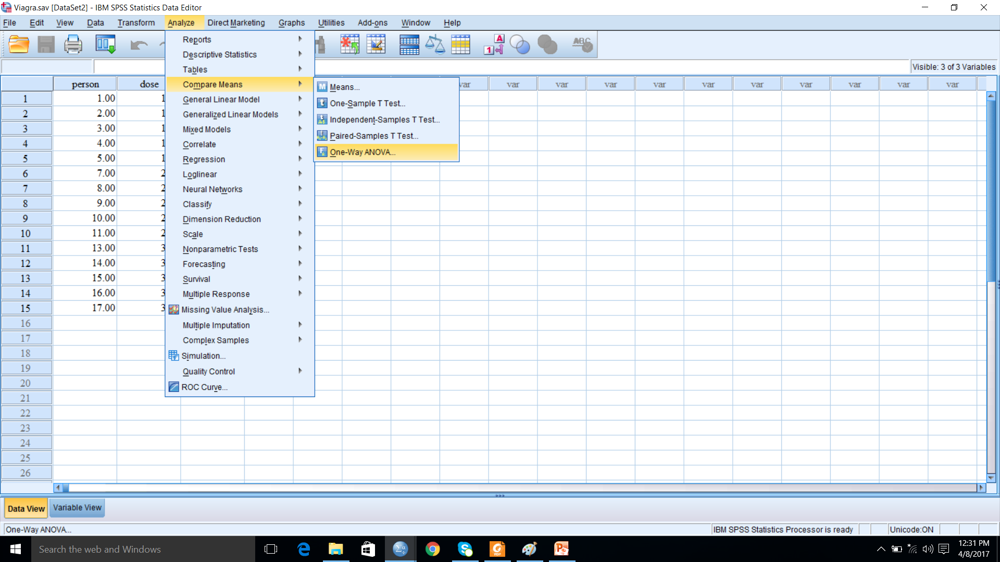 Viagra.sav [DataSet2] - IBM SPSS Statistics Data Editor
File Edit View Data Transform Analyze Direct Marketing Graphs Utilities Add-ons Window Help
Visible: 3 of 3 Variables
person dose var var var var var var var var var var var
1 1.00 1
2 2.00 1
3 3.00 1
4 4.00 1
5 5.00 1
6 7.00 2
7 8.00 2
8 9.00 2
9 10.00 2
10 11.00 2
11 13.00 3
12 14.00 3
13 15.00 3
14 16.00 3
15 17.00 3
16
17
18
19
20
21
22
23
24
25
26
Reports
Descriptive Statistics
Tables
Compare Means
General Linear Model
Generalized Linear Models
Mixed Models
Correlate
Regression
Loglinear
Neural Networks
Classify
Dimension Reduction
Scale
Nonparametric Tests
Forecasting
Survival
Multiple Response
Missing Value Analysis...
Multiple Imputation
Complex Samples
Simulation...
Quality Control
ROC Curve...
Means...
One-Sample T Test...
Independent-Samples T Test...
Paired-Samples T Test...
One-Way ANOVA...
Data View Variable View
One-Way ANOVA... IBM SPSS Statistics Processor is ready Unicode:ON
Search the web and Windows
12:31 PM
4/8/2017